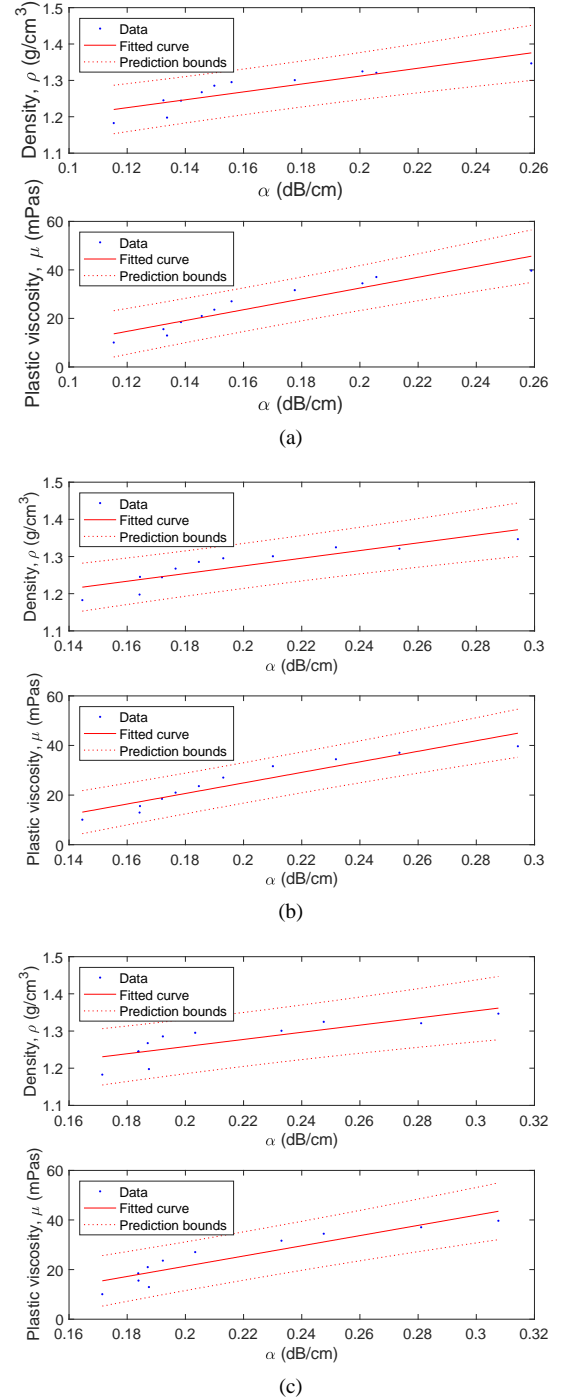 1.5
1.4
1.3
1.2
1.1
Density, ρ (g/cm³)
Data
Fitted curve
Prediction bounds
0.1 0.12 0.14 0.16 0.18 0.2 0.22 0.24 0.26
α (dB/cm)
60
40
20
0
Plastic viscosity, μ (mPas)
Data
Fitted curve
Prediction bounds
0.1 0.12 0.14 0.16 0.18 0.2 0.22 0.24 0.26
α (dB/cm)
(a)
1.5
1.4
1.3
1.2
1.1
Density, ρ (g/cm³)
Data
Fitted curve
Prediction bounds
0.14 0.16 0.18 0.2 0.22 0.24 0.26 0.28 0.3
α (dB/cm)
60
40
20
0
Plastic viscosity, μ (mPas)
Data
Fitted curve
Prediction bounds
0.14 0.16 0.18 0.2 0.22 0.24 0.26 0.28 0.3
α (dB/cm)
(b)
1.5
1.4
1.3
1.2
1.1
Density, ρ (g/cm³)
Data
Fitted curve
Prediction bounds
0.16 0.18 0.2 0.22 0.24 0.26 0.28 0.3 0.32
α (dB/cm)
60
40
20
0
Plastic viscosity, μ (mPas)
Data
Fitted curve
Prediction bounds
0.16 0.18 0.2 0.22 0.24 0.26 0.28 0.3 0.32
α (dB/cm)
(c)